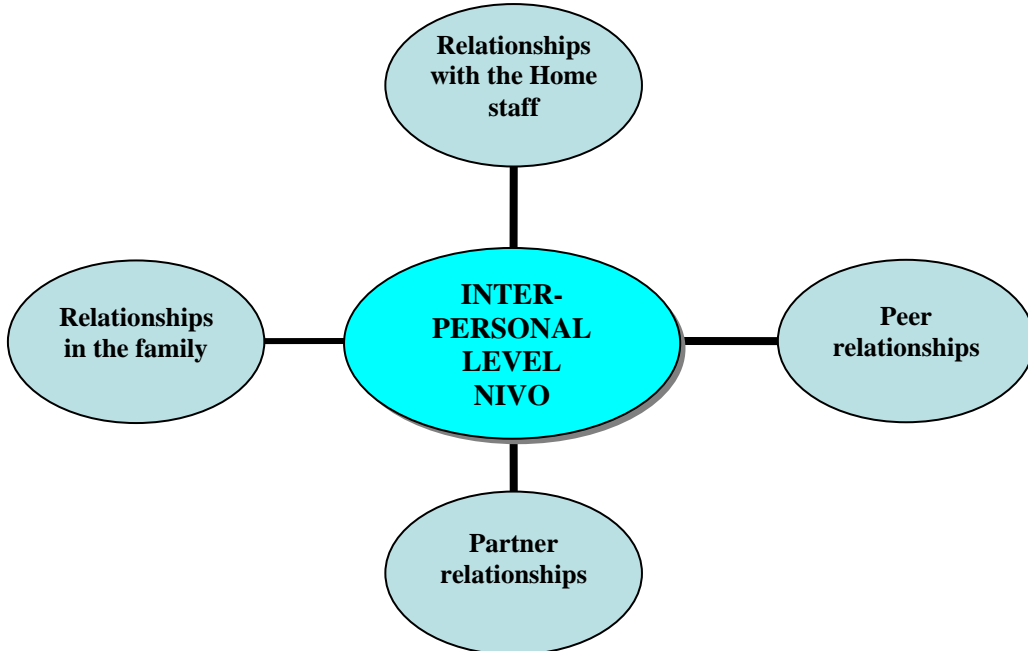 Relationships
with the Home
staff
Relationships
in the family
INTER-
PERSONAL
LEVEL
NIVO
Peer
relationships
Partner
relationships